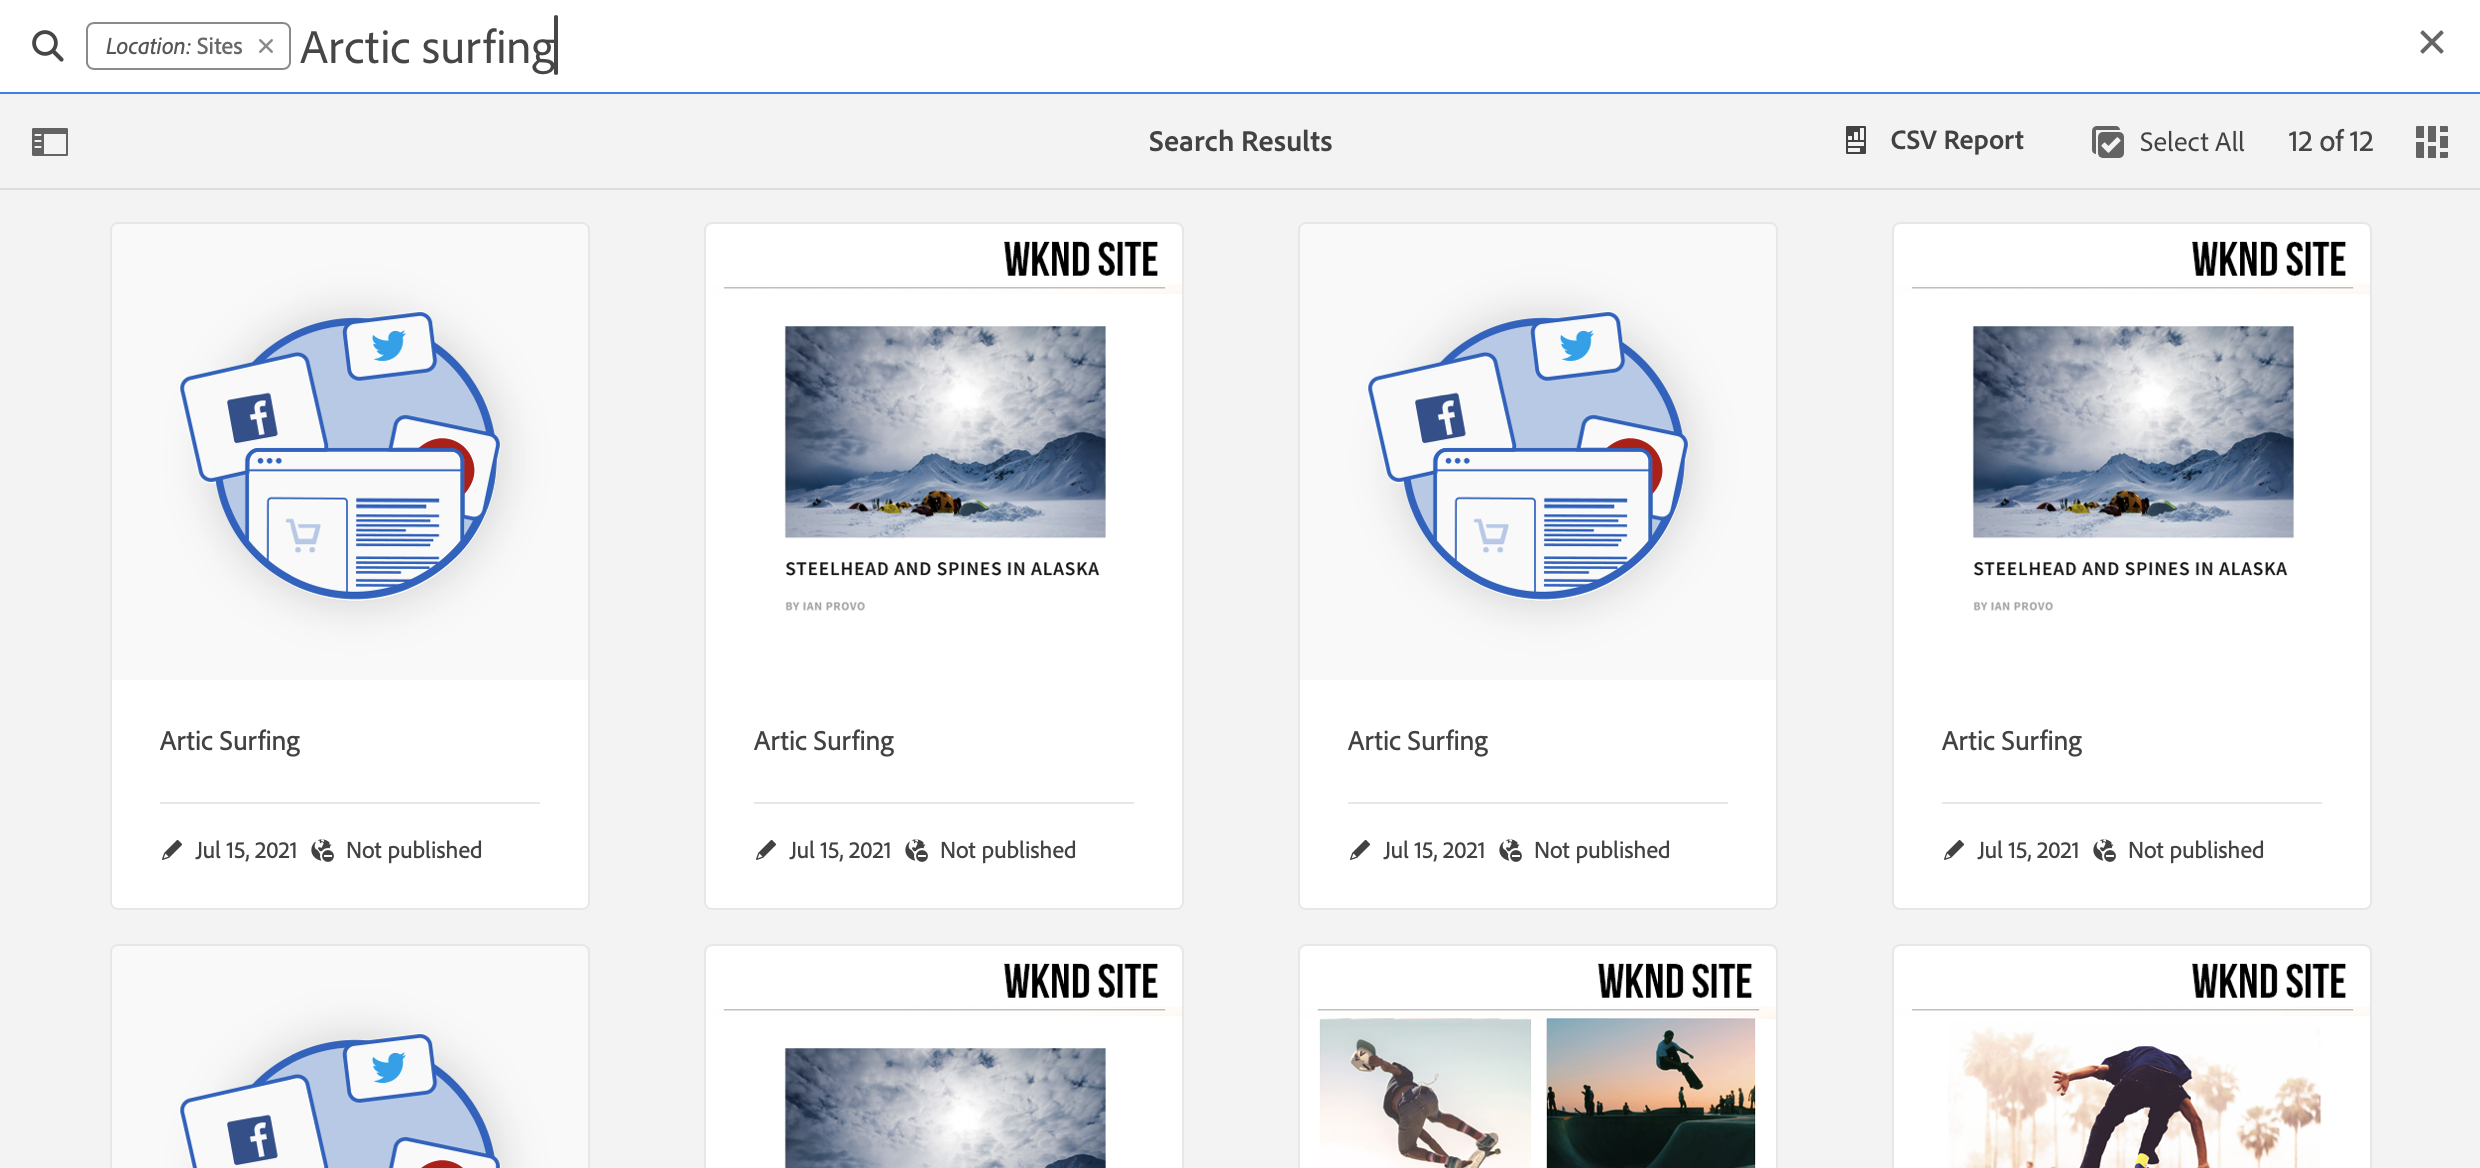 Location: Sites × Arctic surfing
Search Results
CSV Report
Select All
12 of 12
WKND SITE
STEELHEAD AND SPINES IN ALASKA
BY IAN PROVO
WKND SITE
STEELHEAD AND SPINES IN ALASKA
BY IAN PROVO
Artic Surfing
Jul 15, 2021 Not published
Artic Surfing
Jul 15, 2021 Not published
Artic Surfing
Jul 15, 2021 Not published
Artic Surfing
Jul 15, 2021 Not published
WKND SITE
WKND SITE
WKND SITE